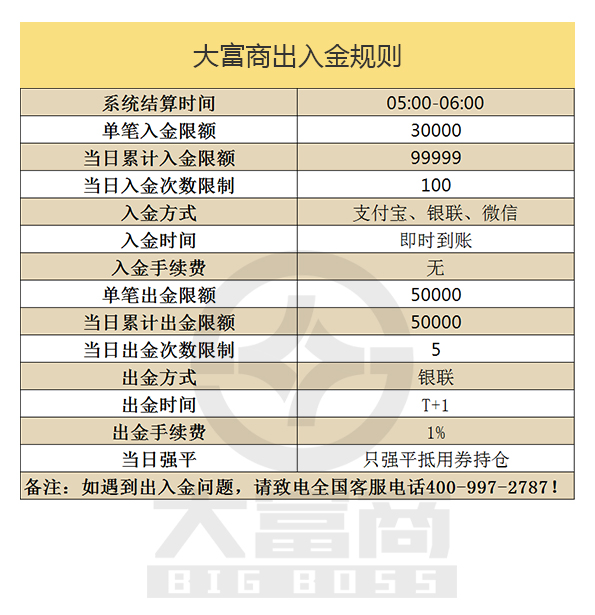 大富商出入金规则
系统结算时间 05:00-06:00
单笔入金限额 30000
当日累计入金限额 99999
当日入金次数限制 100
入金方式 支付宝、银联、微信
入金时间 即时到账
入金手续费 无
单笔出金限额 50000
当日累计出金限额 50000
当日出金次数限制 5
出金方式 银联
出金时间 T+1
出金手续费 1%
当日强平 只强平抵用券持仓
备注：如遇到出入金问题，请致电全国客服电话400-997-2787！
大富商
BIG BOSS